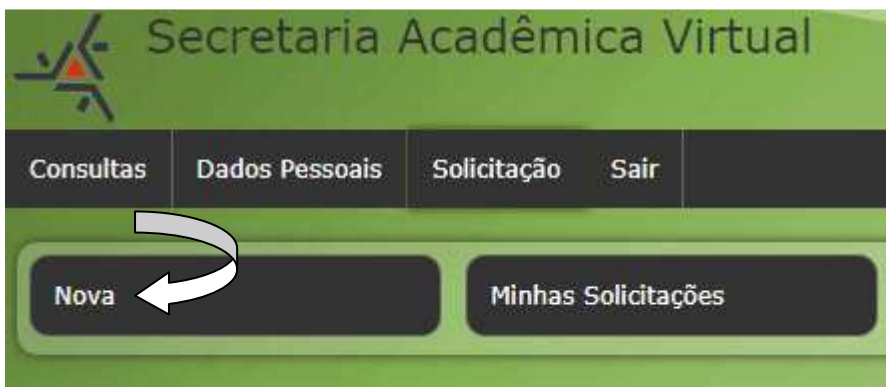 Secretaria Acadêmica Virtual
Consultas Dados Pessoais Solicitação Sair
Nova Minhas Solicitações